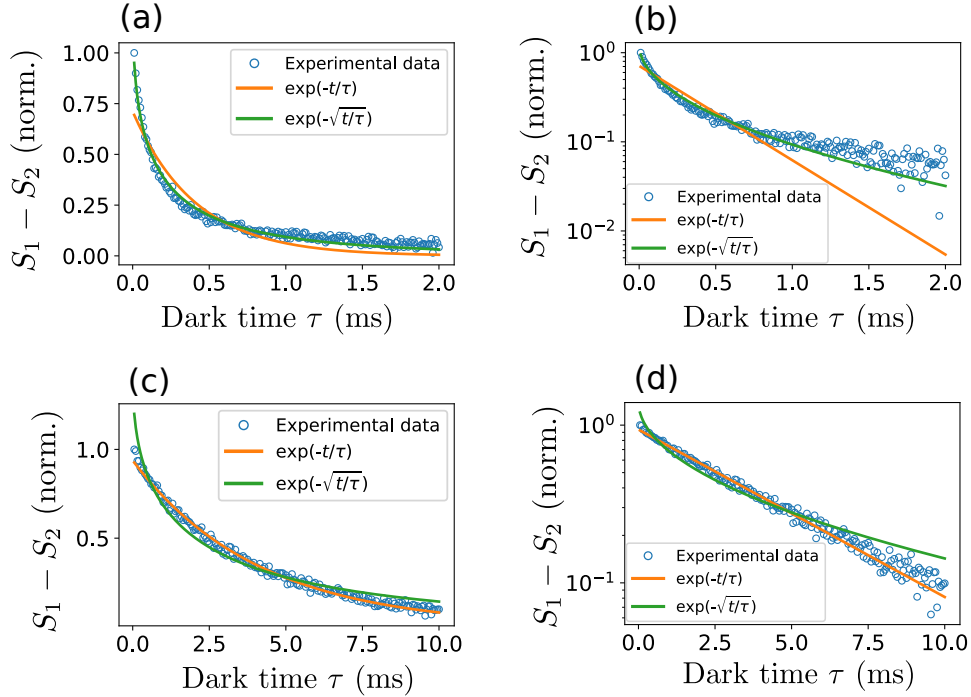 (a)
S₁ − S₂ (norm.)
1.00
0.75
0.50
0.25
0.00
Experimental data
exp(-t/τ)
exp(-√t/τ)
0.0
0.5
1.0
1.5
2.0
Dark time τ (ms)
(b)
S₁ − S₂ (norm.)
10⁰
10⁻¹
10⁻²
Experimental data
exp(-t/τ)
exp(-√t/τ)
0.0
0.5
1.0
1.5
2.0
Dark time τ (ms)
(c)
S₁ − S₂ (norm.)
1.0
0.5
Experimental data
exp(-t/τ)
exp(-√t/τ)
0.0
2.5
5.0
7.5
10.0
Dark time τ (ms)
(d)
S₁ − S₂ (norm.)
10⁰
10⁻¹
Experimental data
exp(-t/τ)
exp(-√t/τ)
0.0
2.5
5.0
7.5
10.0
Dark time τ (ms)